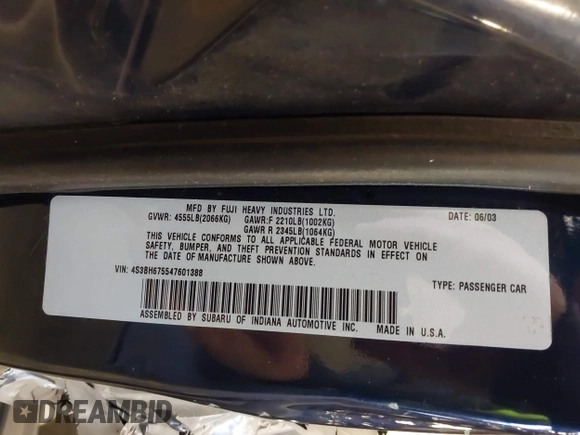 MFD BY FUJI HEAVY INDUSTRIES LTD. DATE: 06/03
GVWR: 4555LB(2066KG) GAWR:F 2210LB(1002KG)
GAWR R 2345LB(1064KG)
THIS VEHICLE CONFORMS TO ALL APPLICABLE FEDERAL MOTOR VEHICLE
SAFETY, BUMPER, AND THEFT PREVENTION STANDARDS IN EFFECT ON
THE DATE OF MANUFACTURE SHOWN ABOVE.
VIN: 4S3BH675547601388 TYPE: PASSENGER CAR
ASSEMBLED BY SUBARU OF INDIANA AUTOMOTIVE INC. MADE IN U.S.A.
DREAMBID